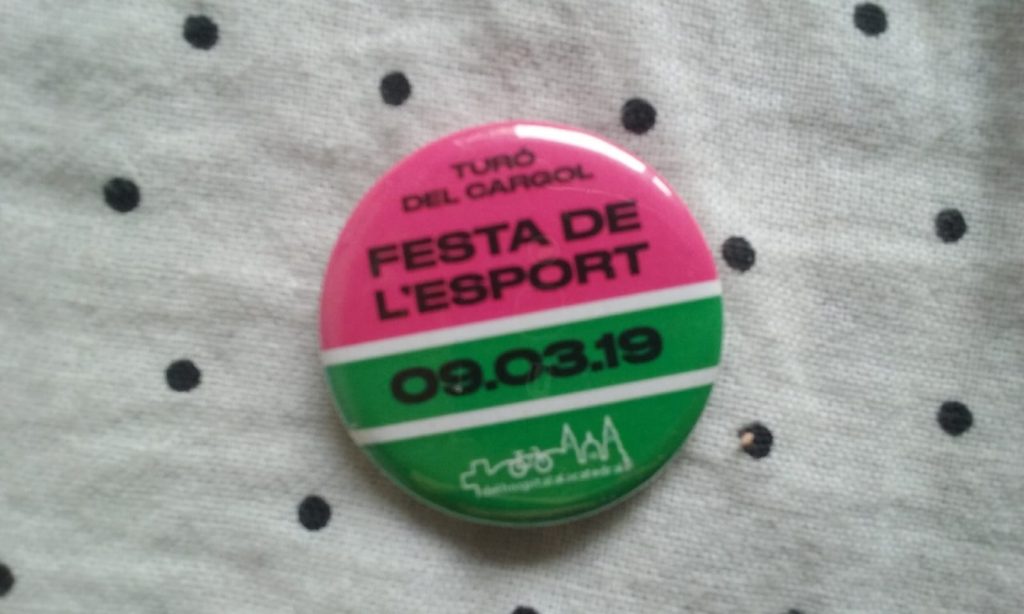 TURÓ
DEL CARGOL
FESTA DE
L'ESPORT
09.03.19